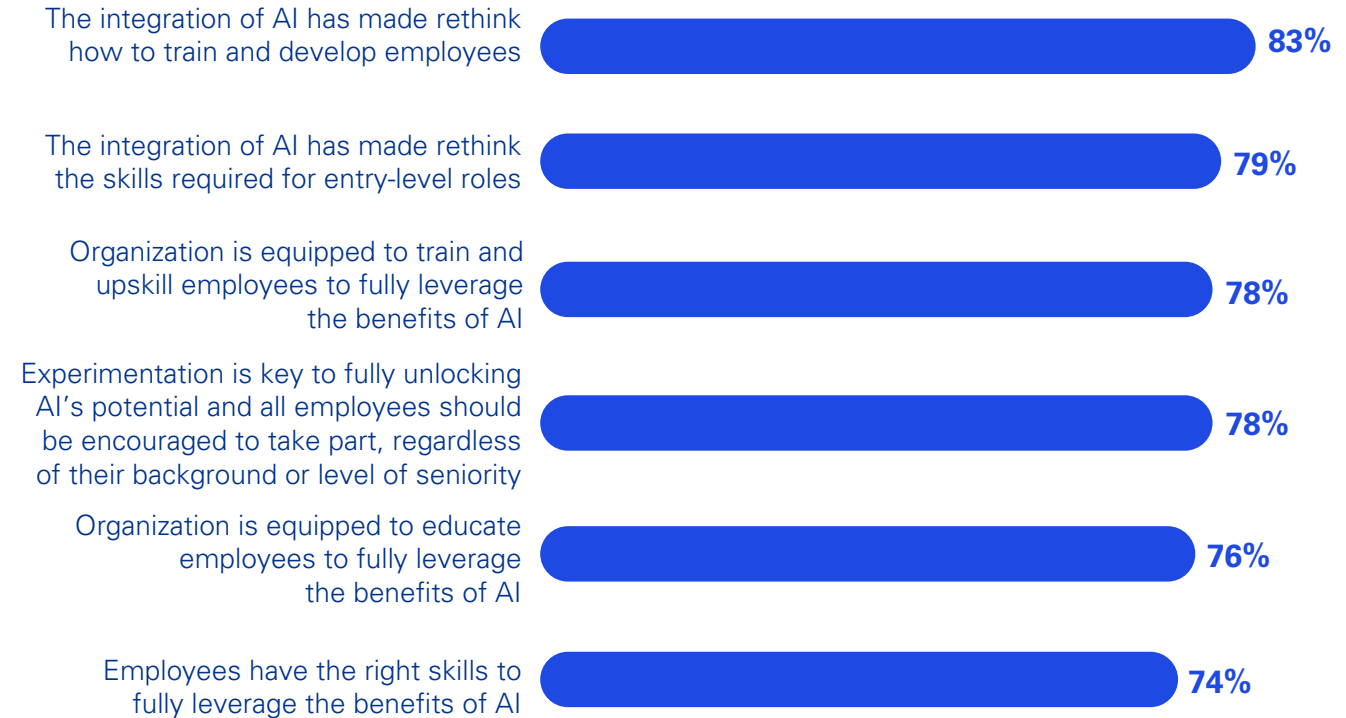 The integration of AI has made rethink
how to train and develop employees
83%
The integration of AI has made rethink
the skills required for entry-level roles
79%
Organization is equipped to train and
upskill employees to fully leverage
the benefits of AI
78%
Experimentation is key to fully unlocking
AI’s potential and all employees should
be encouraged to take part, regardless
of their background or level of seniority
78%
Organization is equipped to educate
employees to fully leverage
the benefits of AI
76%
Employees have the right skills to
fully leverage the benefits of AI
74%